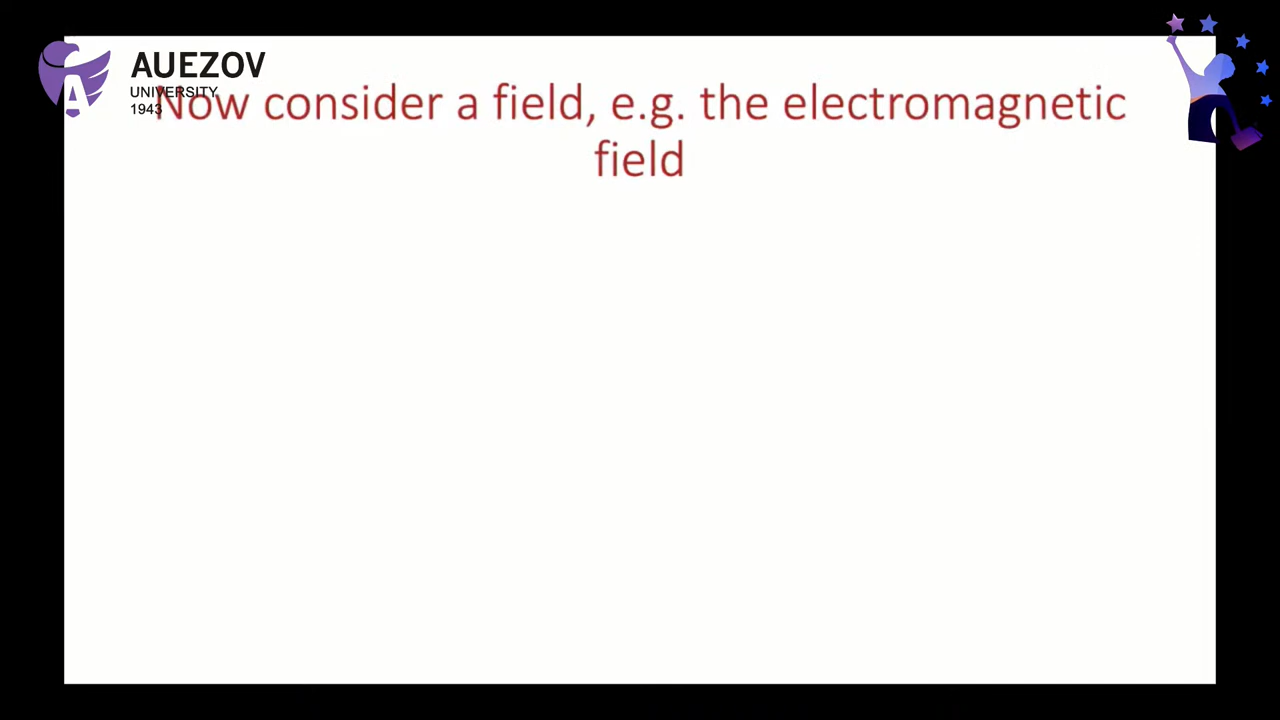 AUEZOV
UNIVERSITY
1943
Now consider a field, e.g. the electromagnetic
field